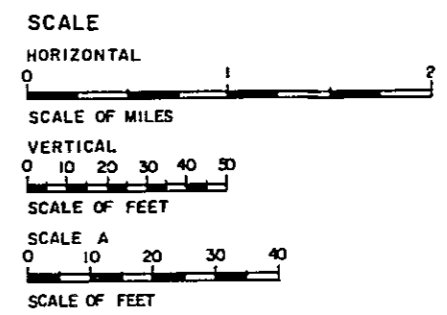 SCALE
HORIZONTAL
0 1 2
SCALE OF MILES
VERTICAL
0 10 20 30 40 50
SCALE OF FEET
SCALE A
0 10 20 30 40
SCALE OF FEET